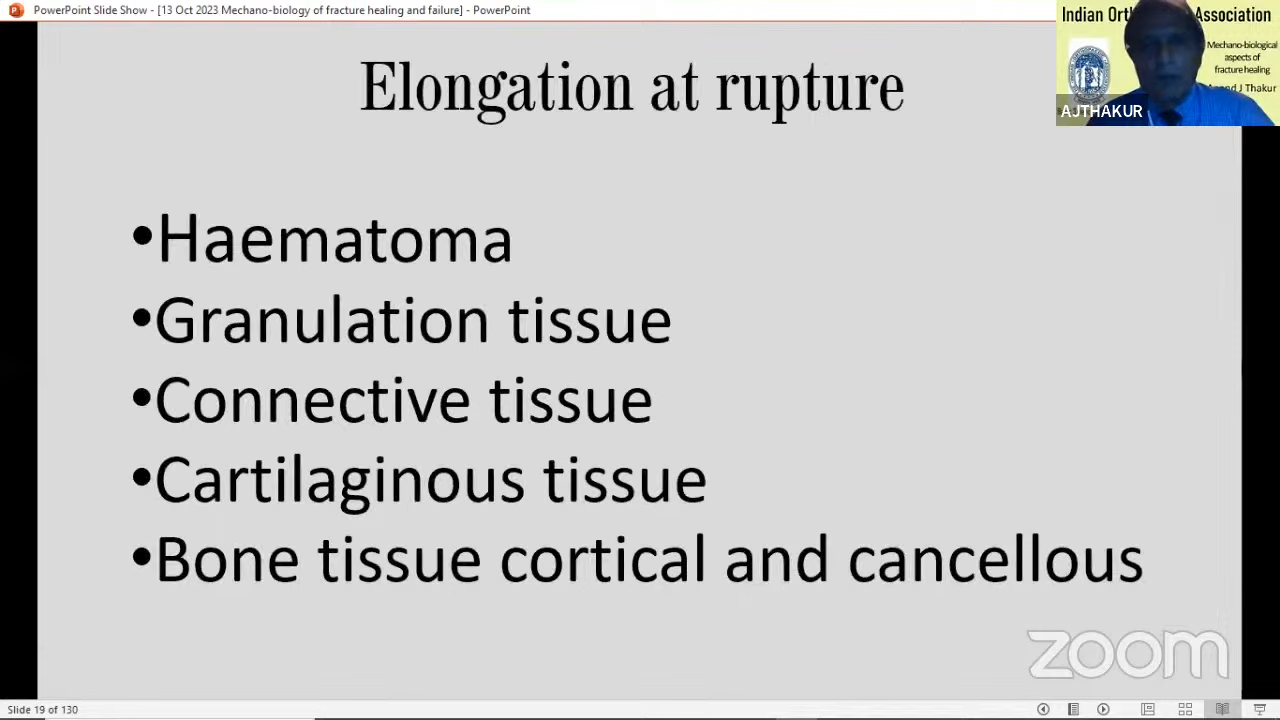 PowerPoint Slide Show - [13 Oct 2023 Mechano-biology of fracture healing and failure] - PowerPoint
Indian Association
Mechano-biological
aspects of
fracture healing
J Thakur
AJTHAKUR
Elongation at rupture
•Haematoma
•Granulation tissue
•Connective tissue
•Cartilaginous tissue
•Bone tissue cortical and cancellous
zoom
Slide 19 of 130